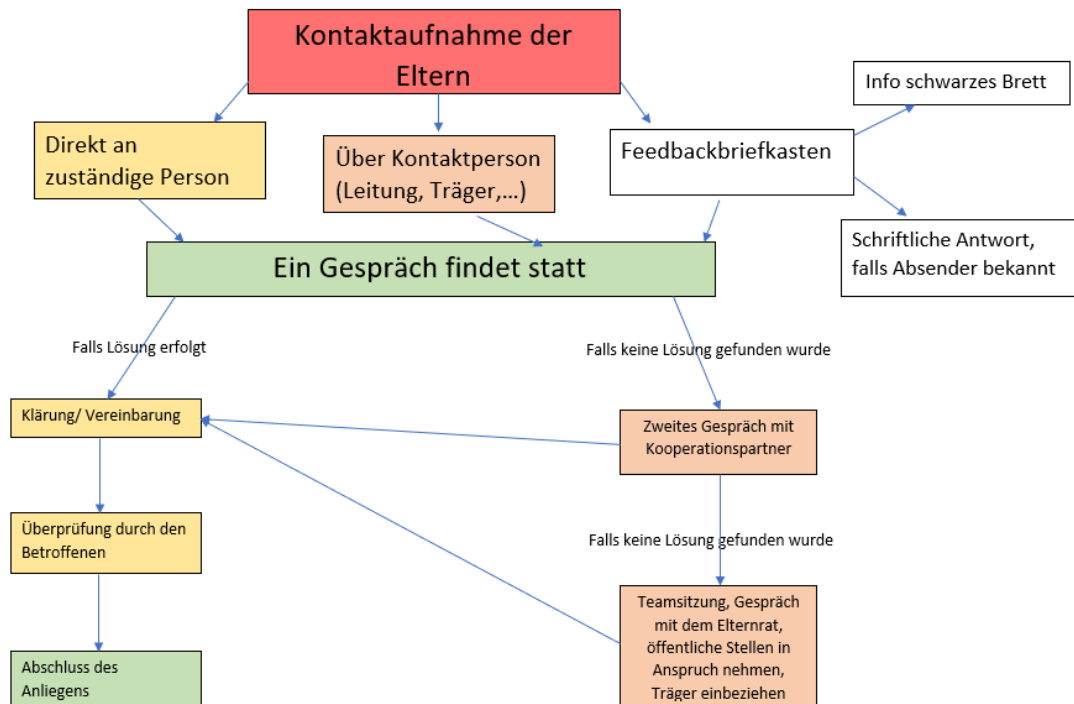 Kontaktaufnahme der
Eltern
Info schwarzes Brett
Direkt an
zuständige Person
Über Kontaktperson
(Leitung, Träger,...)
Feedbackbriefkasten
Schriftliche Antwort,
falls Absender bekannt
Ein Gespräch findet statt
Falls Lösung erfolgt
Falls keine Lösung gefunden wurde
Klärung/ Vereinbarung
Zweites Gespräch mit
Kooperationspartner
Überprüfung durch den
Betroffenen
Falls keine Lösung gefunden wurde
Teamsitzung, Gespräch
mit dem Elternrat,
öffentliche Stellen in
Anspruch nehmen,
Träger einbeziehen
Abschluss des
Anliegens